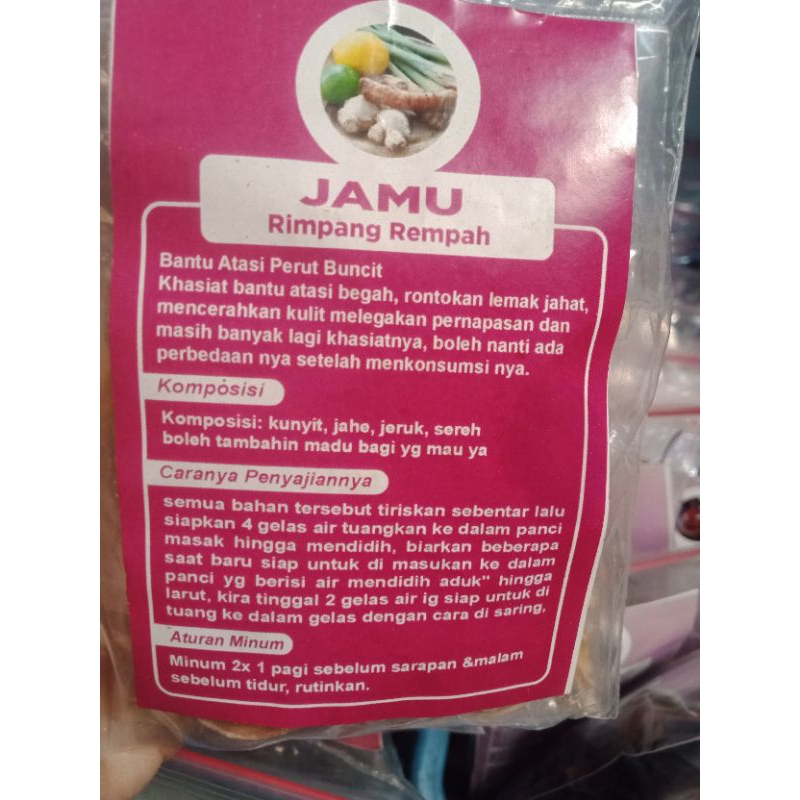 JAMU
Rimpang Rempah
Bantu Atasi Perut Buncit
Khasiat bantu atasi begah, rontokan lemak jahat,
mencerahkan kulit melegakan pernapasan dan
masih banyak lagi khasiatnya, boleh nanti ada
perbedaan nya setelah menkonsumsi nya.
Komposisi
Komposisi: kunyit, jahe, jeruk, sereh
boleh tambahin madu bagi yg mau ya
Caranya Penyajiannya
semua bahan tersebut tiriskan sebentar lalu
siapkan 4 gelas air tuangkan ke dalam panci
masak hingga mendidih, biarkan beberapa
saat baru siap untuk di masukan ke dalam
panci yg berisi air mendidih aduk" hingga
larut, kira tinggal 2 gelas air ig siap untuk di
tuang ke dalam gelas dengan cara di saring,
Aturan Minum
Minum 2x 1 pagi sebelum sarapan &malam
sebelum tidur, rutinkan.